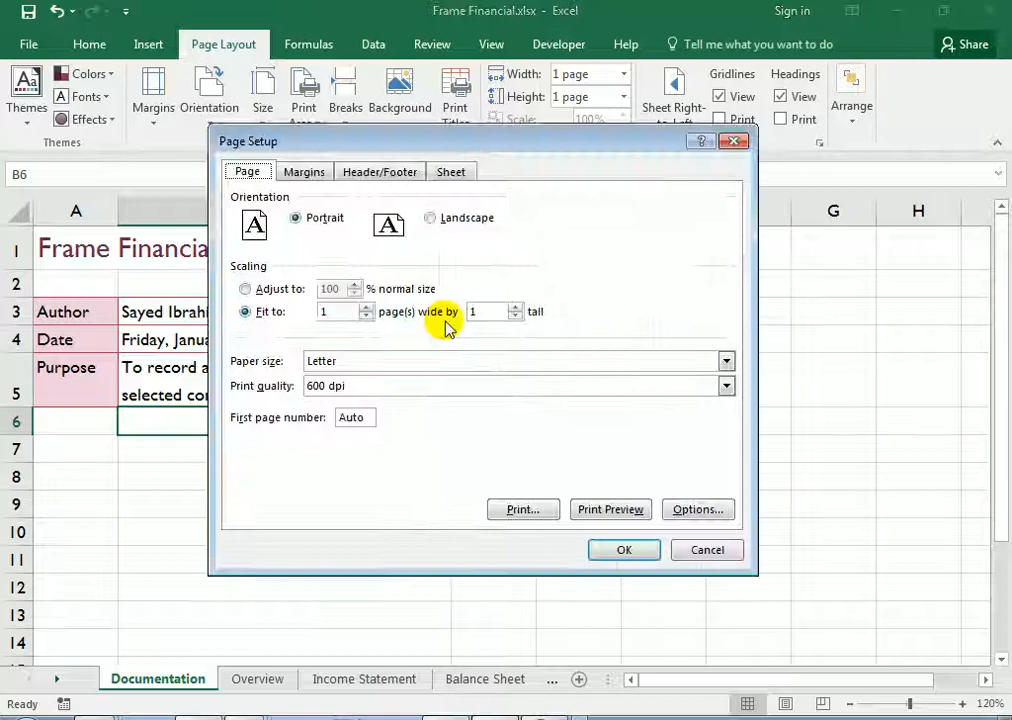 Frame Financial.xlsx - Excel
Sign in
File Home Insert Page Layout Formulas Data Review View Developer Help Tell me what you want to do Share
Aa Colors Width: 1 page Gridlines Headings
Fonts Height: 1 page View View
Themes Effects Margins Orientation Size Print Breaks Background Print Scale: 100% Sheet Right- Print Print Arrange
Titles
Themes
B6
Page Setup
Page Margins Header/Footer Sheet
Orientation
A Portrait A Landscape
Scaling
Adjust to: 100 % normal size
Fit to: 1 page(s) wide by 1 tall
Paper size: Letter
Print quality: 600 dpi
First page number: Auto
Print... Print Preview Options...
OK Cancel
A G H
1 Frame Financia
2
3 Author Sayed Ibrahi
4 Date Friday, Janua
Purpose To record a
5 selected cor
6
7
8
9
10
11
12
13
14
Documentation Overview Income Statement Balance Sheet ...
Ready 120%